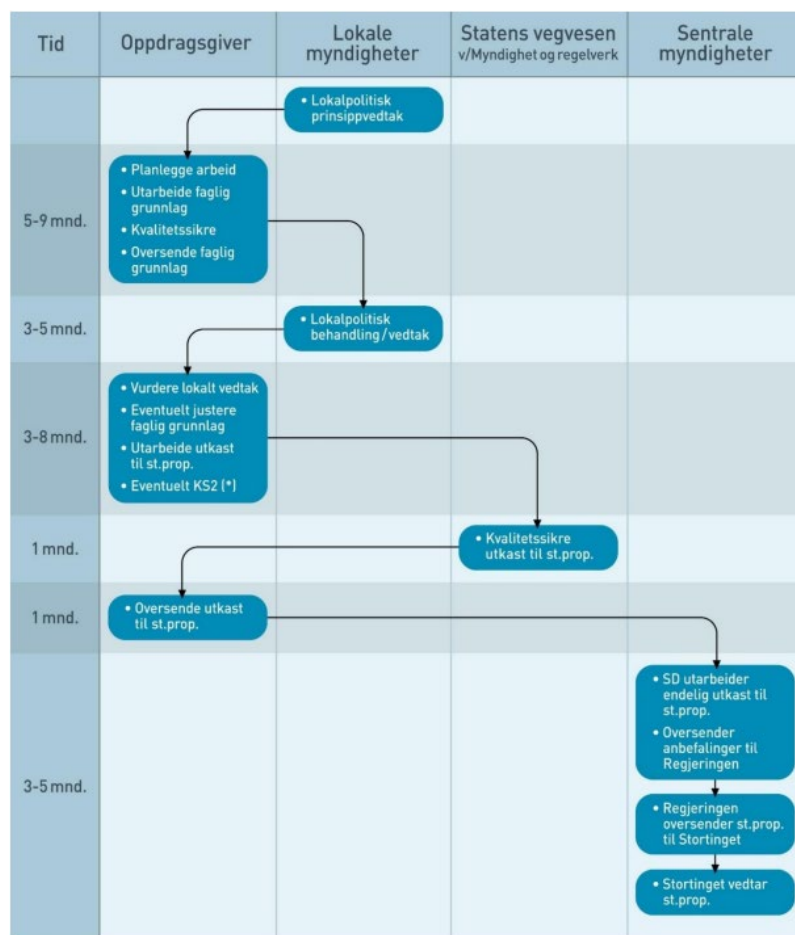 Tid
Oppdragsgiver
Lokale
myndigheter
Statens vegvesen
v/Myndighet og regelverk
Sentrale
myndigheter
• Lokalpolitisk
prinsippvedtak
5-9 mnd.
• Planlegge arbeid
• Utarbeide faglig
grunnlag
• Kvalitetssikre
• Oversende faglig
grunnlag
3-5 mnd.
• Lokalpolitisk
behandling/vedtak
3-8 mnd.
• Vurdere lokalt vedtak
• Eventuelt justere
faglig grunnlag
• Utarbeide utkast
til st.prop.
• Eventuelt KS2 (*)
1 mnd.
• Kvalitetssikre
utkast til st.prop.
1 mnd.
• Oversende utkast
til st.prop.
3-5 mnd.
• SD utarbeider
endelig utkast til
st.prop.
• Oversender
anbefalinger til
Regjeringen
• Regjeringen
oversender st.prop.
til Stortinget
• Stortinget vedtar
st.prop.